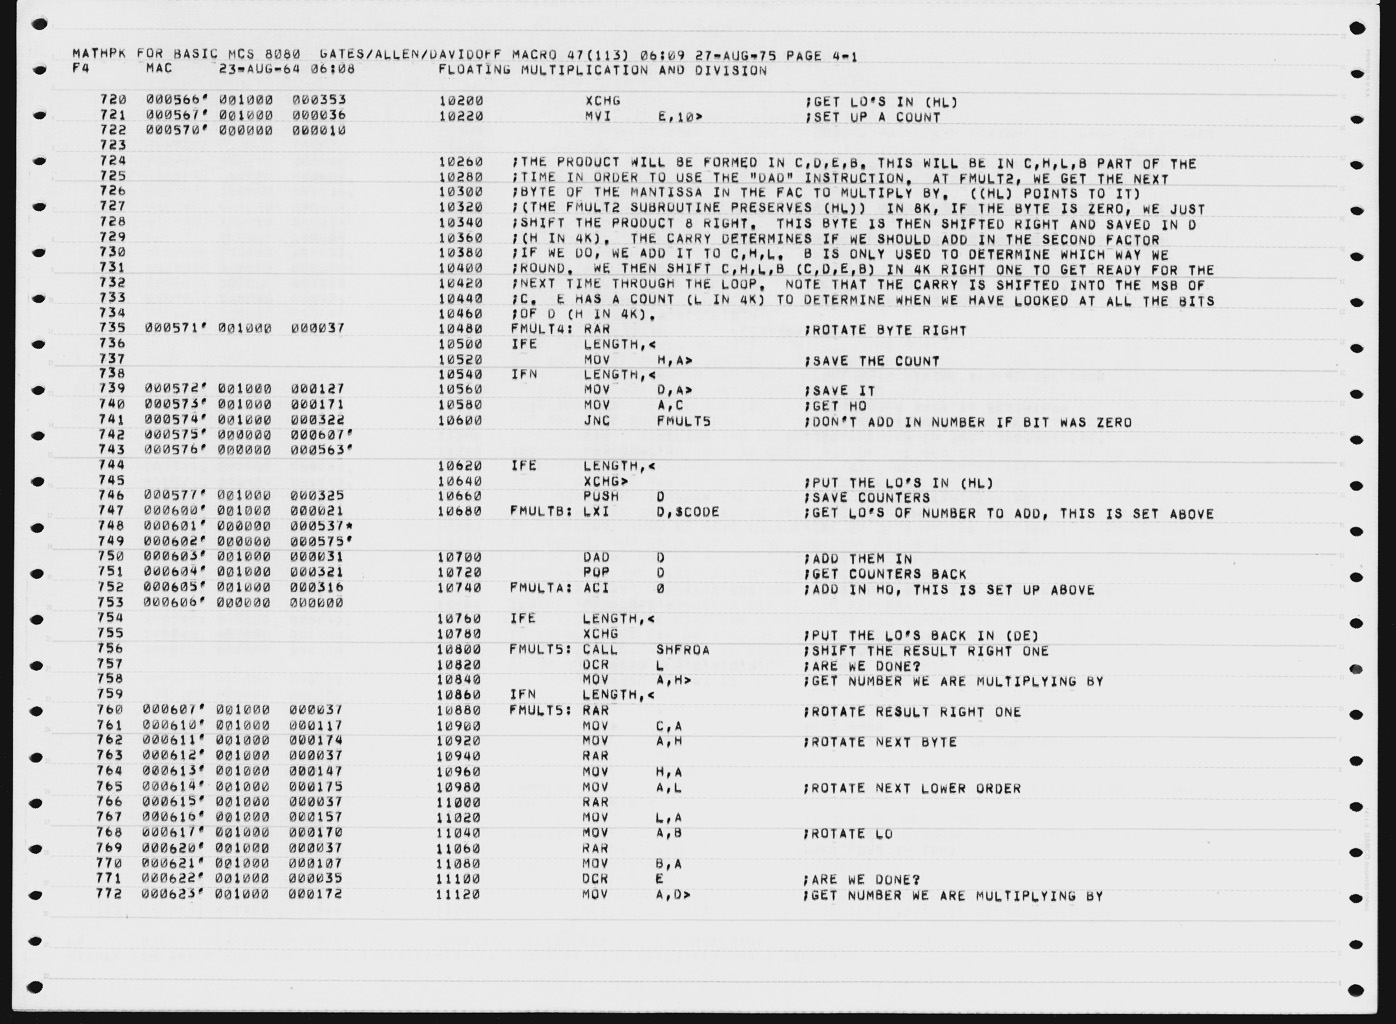 MATHPK FOR BASIC MCS 8080  GATES/ALLEN/DAVIDOFF MACRO 47(113) 06:09 27-AUG-75 PAGE 4-1
F4      MAC      23-AUG-64 06:08          FLOATING MULTIPLICATION AND DIVISION
720  000566' 001000  000353  10200  XCHG  ;GET LO'S IN (HL)
721  000567' 001000  000036  10220  MVI  E,10>  ;SET UP A COUNT
722  000570' 000000  000010
723
724  10260  ;THE PRODUCT WILL BE FORMED IN C,D,E,B. THIS WILL BE IN C,H,L,B PART OF THE
725  10280  ;TIME IN ORDER TO USE THE "DAD" INSTRUCTION.  AT FMULT2, WE GET THE NEXT
726  10300  ;BYTE OF THE MANTISSA IN THE FAC TO MULTIPLY BY.  ((HL) POINTS TO IT)
727  10320  ;(THE FMULT2 SUBROUTINE PRESERVES (HL))  IN 8K, IF THE BYTE IS ZERO, WE JUST
728  10340  ;SHIFT THE PRODUCT 8 RIGHT.  THIS BYTE IS THEN SHIFTED RIGHT AND SAVED IN D
729  10360  ;(H IN 4K).  THE CARRY DETERMINES IF WE SHOULD ADD IN THE SECOND FACTOR
730  10380  ;IF WE DO, WE ADD IT TO C,H,L.  B IS ONLY USED TO DETERMINE WHICH WAY WE
731  10400  ;ROUND.  WE THEN SHIFT C,H,L,B (C,D,E,B) IN 4K RIGHT ONE TO GET READY FOR THE
732  10420  ;NEXT TIME THROUGH THE LOOP.  NOTE THAT THE CARRY IS SHIFTED INTO THE MSB OF
733  10440  ;C.  E HAS A COUNT (L IN 4K) TO DETERMINE WHEN WE HAVE LOOKED AT ALL THE BITS
734  10460  ;OF D (H IN 4K).
735  000571' 001000  000037  10480  FMULT4: RAR  ;ROTATE BYTE RIGHT
736  10500  IFE  LENGTH,<
737  10520  MOV  H,A>  ;SAVE THE COUNT
738  10540  IFN  LENGTH,<
739  000572' 001000  000127  10560  MOV  D,A>  ;SAVE IT
740  000573' 001000  000171  10580  MOV  A,C  ;GET HO
741  000574' 001000  000322  10600  JNC  FMULT5  ;DON'T ADD IN NUMBER IF BIT WAS ZERO
742  000575' 000000  000607'
743  000576' 000000  000563'
744  10620  IFE  LENGTH,<
745  10640  XCHG>  ;PUT THE LO'S IN (HL)
746  000577' 001000  000325  10660  PUSH  D  ;SAVE COUNTERS
747  000600' 001000  000021  10680  FMULTB: LXI  D,$CODE  ;GET LO'S OF NUMBER TO ADD, THIS IS SET ABOVE
748  000601' 000000  000537*
749  000602' 000000  000575'
750  000603' 001000  000031  10700  DAD  D  ;ADD THEM IN
751  000604' 001000  000321  10720  POP  D  ;GET COUNTERS BACK
752  000605' 001000  000316  10740  FMULTA: ACI  0  ;ADD IN HO, THIS IS SET UP ABOVE
753  000606' 000000  000000
754  10760  IFE  LENGTH,<
755  10780  XCHG  ;PUT THE LO'S BACK IN (DE)
756  10800  FMULT5: CALL  SHFROA  ;SHIFT THE RESULT RIGHT ONE
757  10820  DCR  L  ;ARE WE DONE?
758  10840  MOV  A,H>  ;GET NUMBER WE ARE MULTIPLYING BY
759  10860  IFN  LENGTH,<
760  000607' 001000  000037  10880  FMULT5: RAR  ;ROTATE RESULT RIGHT ONE
761  000610' 001000  000117  10900  MOV  C,A
762  000611' 001000  000174  10920  MOV  A,H  ;ROTATE NEXT BYTE
763  000612' 001000  000037  10940  RAR
764  000613' 001000  000147  10960  MOV  H,A
765  000614' 001000  000175  10980  MOV  A,L  ;ROTATE NEXT LOWER ORDER
766  000615' 001000  000037  11000  RAR
767  000616' 001000  000157  11020  MOV  L,A
768  000617' 001000  000170  11040  MOV  A,B  ;ROTATE LO
769  000620' 001000  000037  11060  RAR
770  000621' 001000  000107  11080  MOV  B,A
771  000622' 001000  000035  11100  DCR  E  ;ARE WE DONE?
772  000623' 001000  000172  11120  MOV  A,D>  ;GET NUMBER WE ARE MULTIPLYING BY